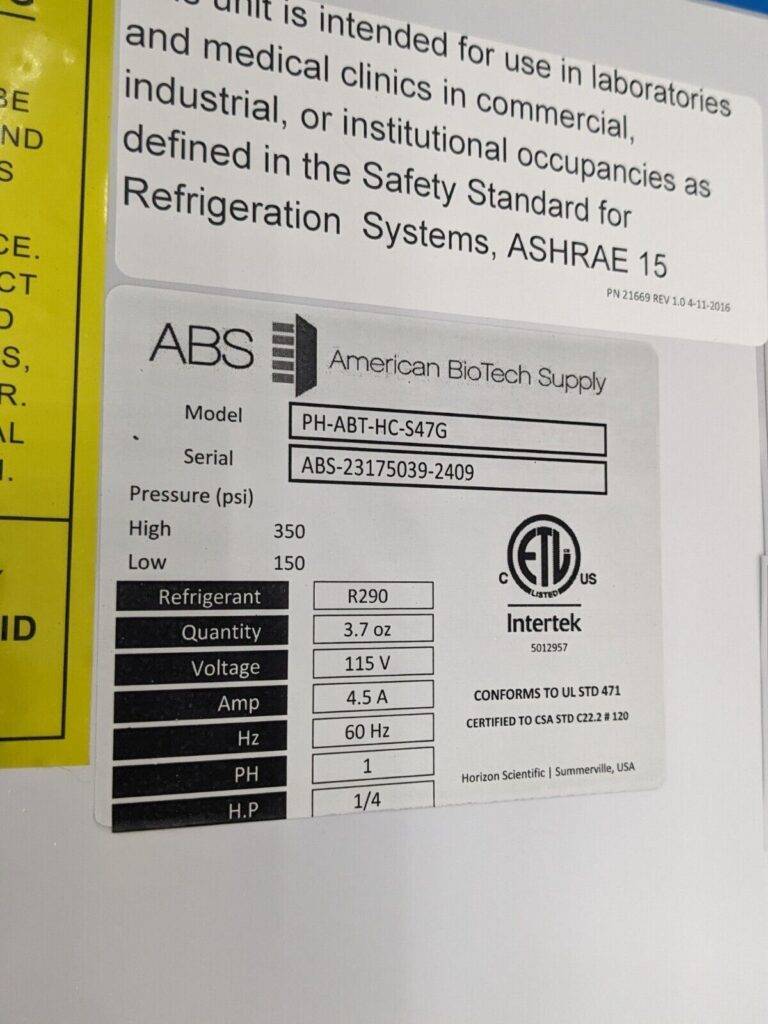 unit is intended for use in laboratories
and medical clinics in commercial,
industrial, or institutional occupancies as
defined in the Safety Standard for
Refrigeration Systems, ASHRAE 15
PN 21669 REV 1.0 4-11-2016
BE
ND
S
CE.
CT
D
S,
R.
AL
.
ID
ABS American BioTech Supply
Model PH-ABT-HC-S47G
Serial ABS-23175039-2409
Pressure (psi)
High 350
Low 150
Refrigerant R290
Quantity 3.7 oz
Voltage 115 V
Amp 4.5 A
Hz 60 Hz
PH 1
H.P 1/4
ETL
C US
LISTED
Intertek
5012957
CONFORMS TO UL STD 471
CERTIFIED TO CSA STD C22.2 # 120
Horizon Scientific | Summerville, USA